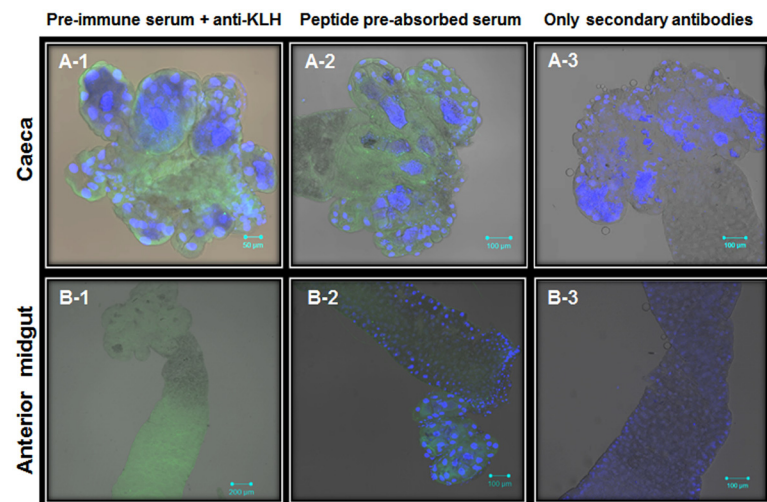 Pre-immune serum + anti-KLH
Peptide pre-absorbed serum
Only secondary antibodies
Caeca
A-1
50 µm
A-2
100 µm
A-3
100 µm
Anterior midgut
B-1
200 µm
B-2
100 µm
B-3
100 µm